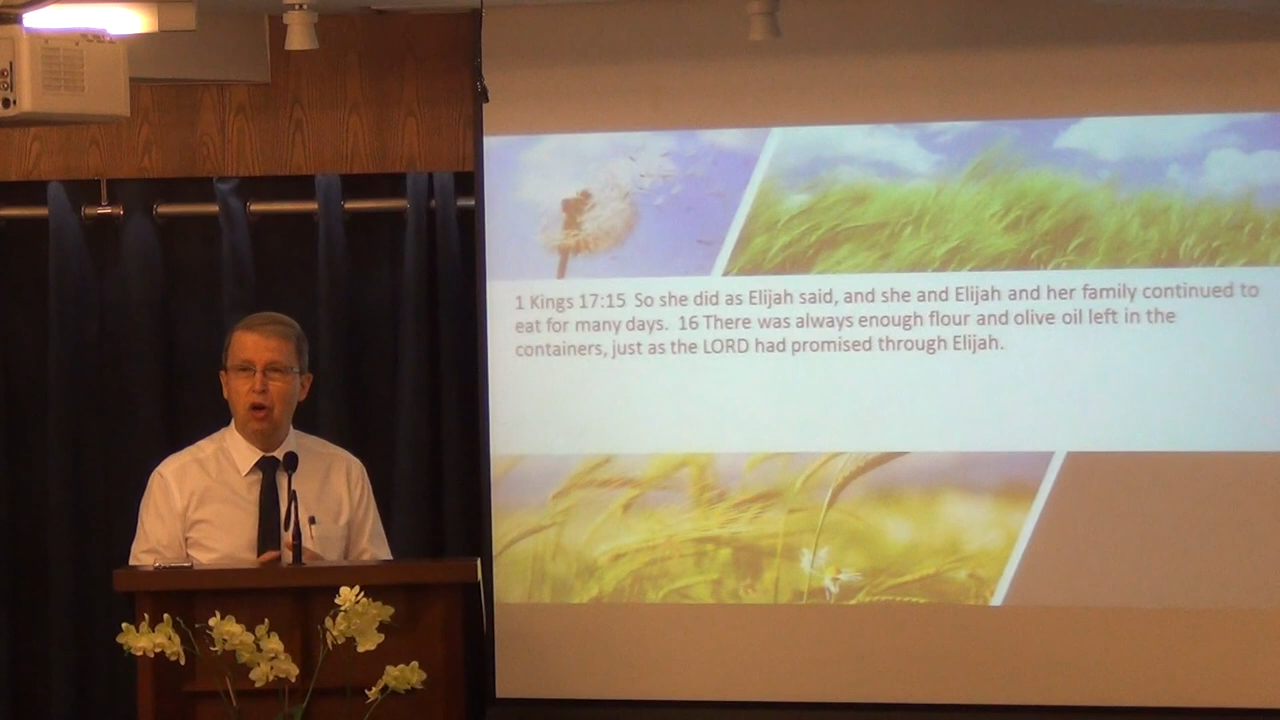 1 Kings 17:15 So she did as Elijah said, and she and Elijah and her family continued to
eat for many days. 16 There was always enough flour and olive oil left in the
containers, just as the LORD had promised through Elijah.